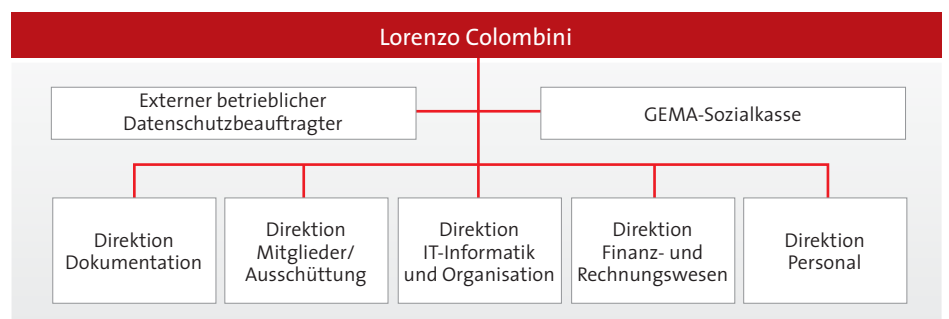 Lorenzo Colombini
Externer betrieblicher
Datenschutzbeauftragter
GEMA-Sozialkasse
Direktion
Dokumentation
Direktion
Mitglieder/
Ausschüttung
Direktion
IT-Informatik
und Organisation
Direktion
Finanz- und
Rechnungswesen
Direktion
Personal